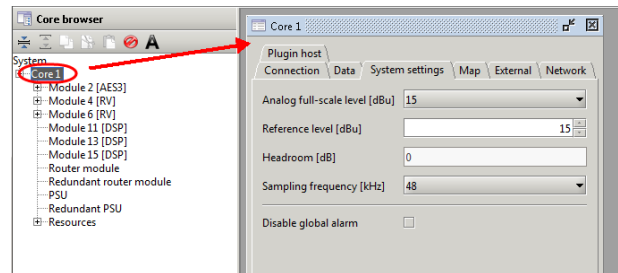 Core browser
A
System
Core 1
Module 2 [AES3]
Module 4 [RV]
Module 6 [RV]
Module 11 [DSP]
Module 13 [DSP]
Module 15 [DSP]
Router module
Redundant router module
PSU
Redundant PSU
Resources
Core 1
Plugin host
Connection Data System settings Map External Network
Analog full-scale level [dBu] 15
Reference level [dBu] 15
Headroom [dB] 0
Sampling frequency [kHz] 48
Disable global alarm